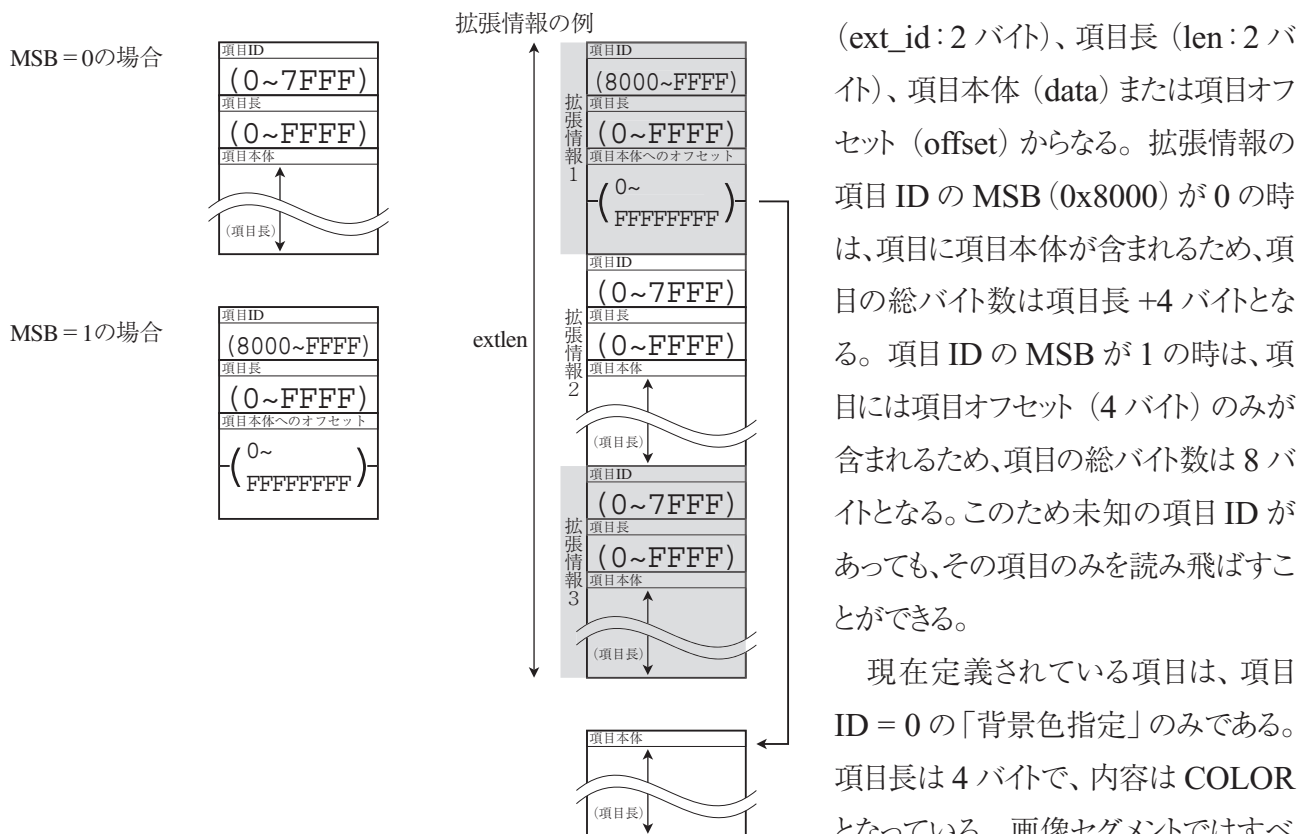 MSB = 0の場合
項目ID
(0~7FFF)
項目長
(0~FFFF)
項目本体
(項目長)
MSB = 1の場合
項目ID
(8000~FFFF)
項目長
(0~FFFF)
項目本体へのオフセット
(0~
FFFFFFFF)
拡張情報の例
extlen
拡張情報1
項目ID
(8000~FFFF)
項目長
(0~FFFF)
項目本体へのオフセット
(0~
FFFFFFFF)
拡張情報2
項目ID
(0~7FFF)
項目長
(0~FFFF)
項目本体
(項目長)
拡張情報3
項目ID
(0~7FFF)
項目長
(0~FFFF)
項目本体
(項目長)
項目本体
(項目長)
(ext_id:2 バイト)、項目長 (len:2 バ
イト)、項目本体 (data) または項目オフ
セット (offset) からなる。拡張情報の
項目 ID の MSB (0x8000) が 0 の時
は、項目に項目本体が含まれるため、項
目の総バイト数は項目長 +4 バイトとな
る。項目 ID の MSB が 1 の時は、項
目には項目オフセット (4 バイト) のみが
含まれるため、項目の総バイト数は 8 バ
イトとなる。このため未知の項目 ID が
あっても、その項目のみを読み飛ばすこ
とができる。
現在定義されている項目は、項目
ID = 0 の「背景色指定」のみである。
項目長は 4 バイトで、内容は COLOR
となっている。画像セグメントではすべ